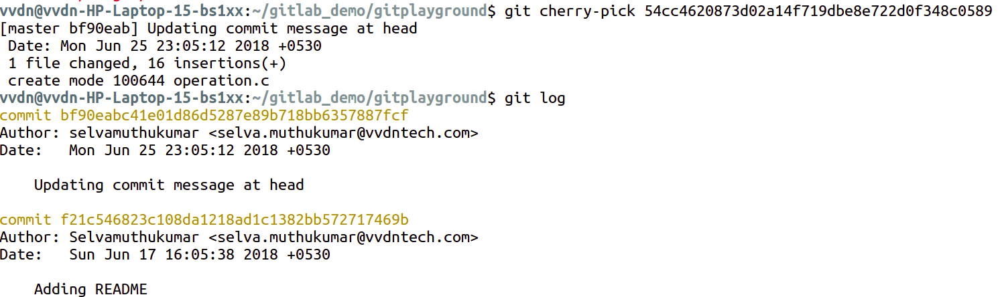 vvdn@vvdn-HP-Laptop-15-bs1xx:~/gitlab_demo/gitplayground$ git cherry-pick 54cc4620873d02a14f719dbe8e722d0f348c0589
[master bf90eab] Updating commit message at head
 Date: Mon Jun 25 23:05:12 2018 +0530
 1 file changed, 16 insertions(+)
 create mode 100644 operation.c
vvdn@vvdn-HP-Laptop-15-bs1xx:~/gitlab_demo/gitplayground$ git log
commit bf90eabc41e01d86d5287e89b718bb6357887fcf
Author: selvamuthukumar <selva.muthukumar@vvdntech.com>
Date:   Mon Jun 25 23:05:12 2018 +0530

    Updating commit message at head

commit f21c546823c108da1218ad1c1382bb572717469b
Author: Selvamuthukumar <selva.muthukumar@vvdntech.com>
Date:   Sun Jun 17 16:05:38 2018 +0530

    Adding README